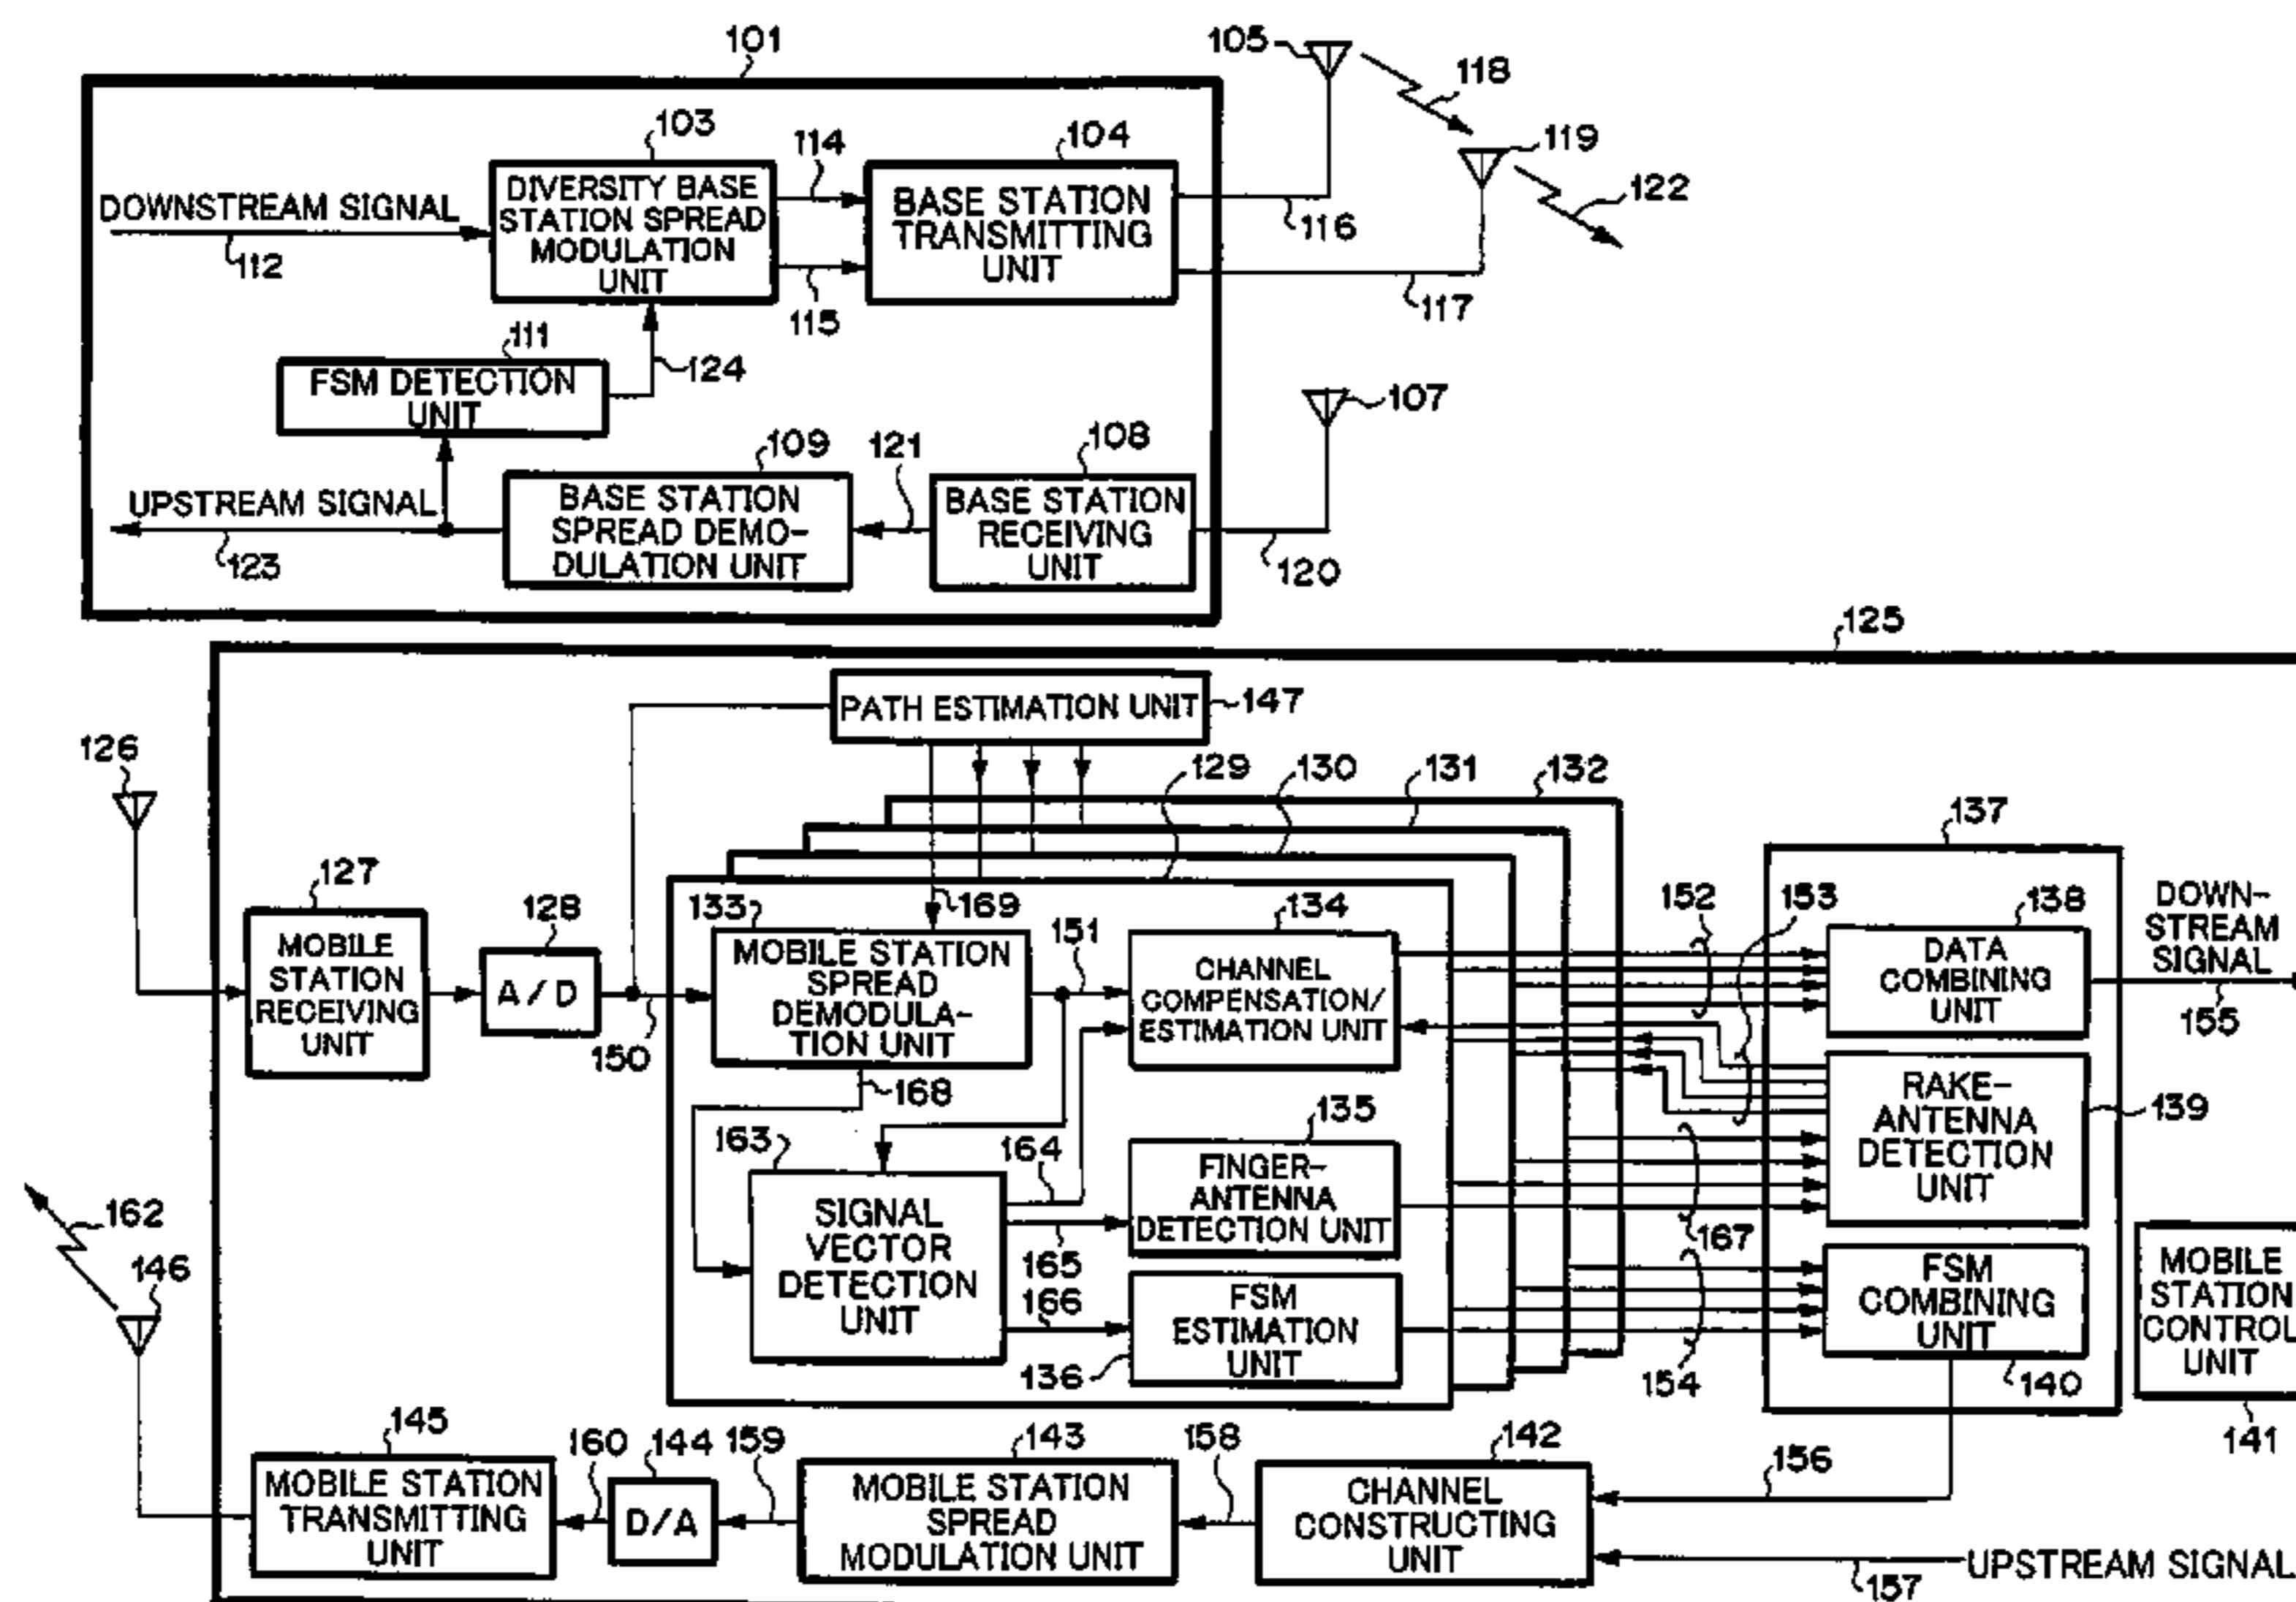 101
105
118
103
114
104
119
DIVERSITY BASE
STATION SPREAD
MODULATION
UNIT
BASE STATION
TRANSMITTING
UNIT
DOWNSTREAM SIGNAL
122
116
112
115
117
111
124
FSM DETECTION
UNIT
107
109
121
108
UPSTREAM SIGNAL
BASE STATION
SPREAD DEMO-
DULATION UNIT
BASE STATION
RECEIVING
UNIT
123
120
125
PATH ESTIMATION UNIT
147
126
129
130
131
132
137
127
128
133
169
134
152
153
138
DOWN-
STREAM
SIGNAL
MOBILE
STATION
RECEIVING
UNIT
A/D
MOBILE STATION
SPREAD
DEMODULA-
TION UNIT
151
CHANNEL
COMPENSATION/
ESTIMATION UNIT
DATA
COMBINING
UNIT
155
150
168
135
RAKE-
ANTENNA
DETECTION
UNIT
139
163
164
FINGER-
ANTENNA
DETECTION UNIT
162
SIGNAL
VECTOR
DETECTION
UNIT
167
146
165
166
FSM
ESTIMATION
UNIT
FSM
COMBINING
UNIT
MOBILE
STATION
CONTROL
UNIT
136
154
140
145
160
144
159
143
158
142
156
141
MOBILE STATION
TRANSMITTING
UNIT
D/A
MOBILE STATION
SPREAD
MODULATION UNIT
CHANNEL
CONSTRUCTING
UNIT
157
UPSTREAM SIGNAL